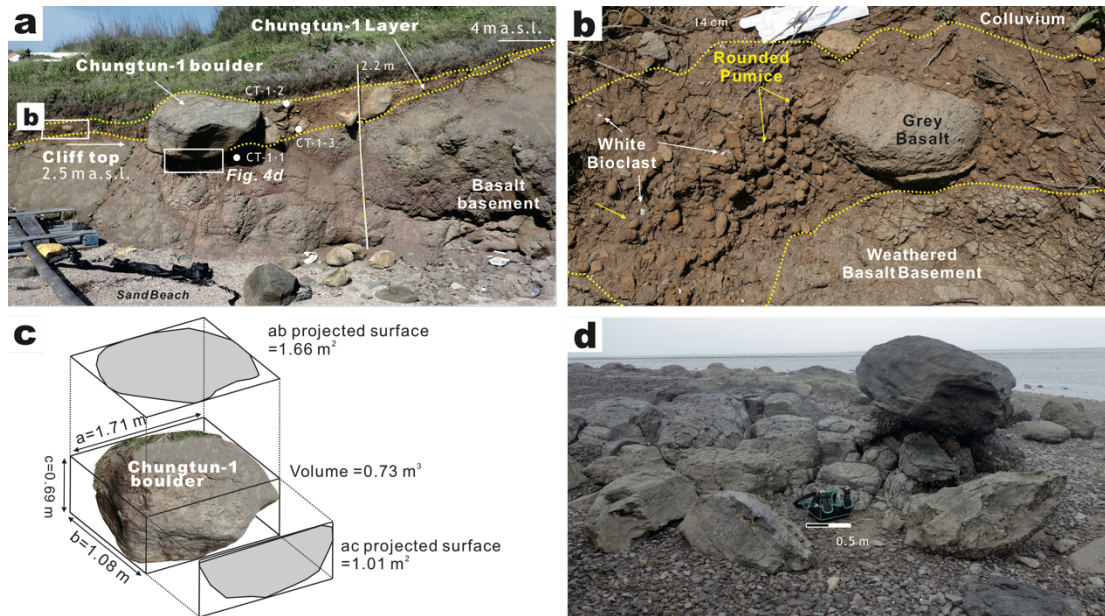 a
Chungtun-1 Layer
4 m a.s.l.
Chungtun-1 boulder
2.2 m
CT-1-2
b
CT-1-3
Cliff top
CT-1-1
2.5 m a.s.l.
Fig. 4d
Basalt
basement
Sand Beach
b
14 cm
Colluvium
Rounded
Pumice
White
Bioclast
Grey
Basalt
Weathered
Basalt Basement
c
ab projected surface
=1.66 m²
a=1.71 m
c=0.69 m
Chungtun-1
boulder
Volume =0.73 m³
b=1.08 m
ac projected surface
=1.01 m²
d
0.5 m